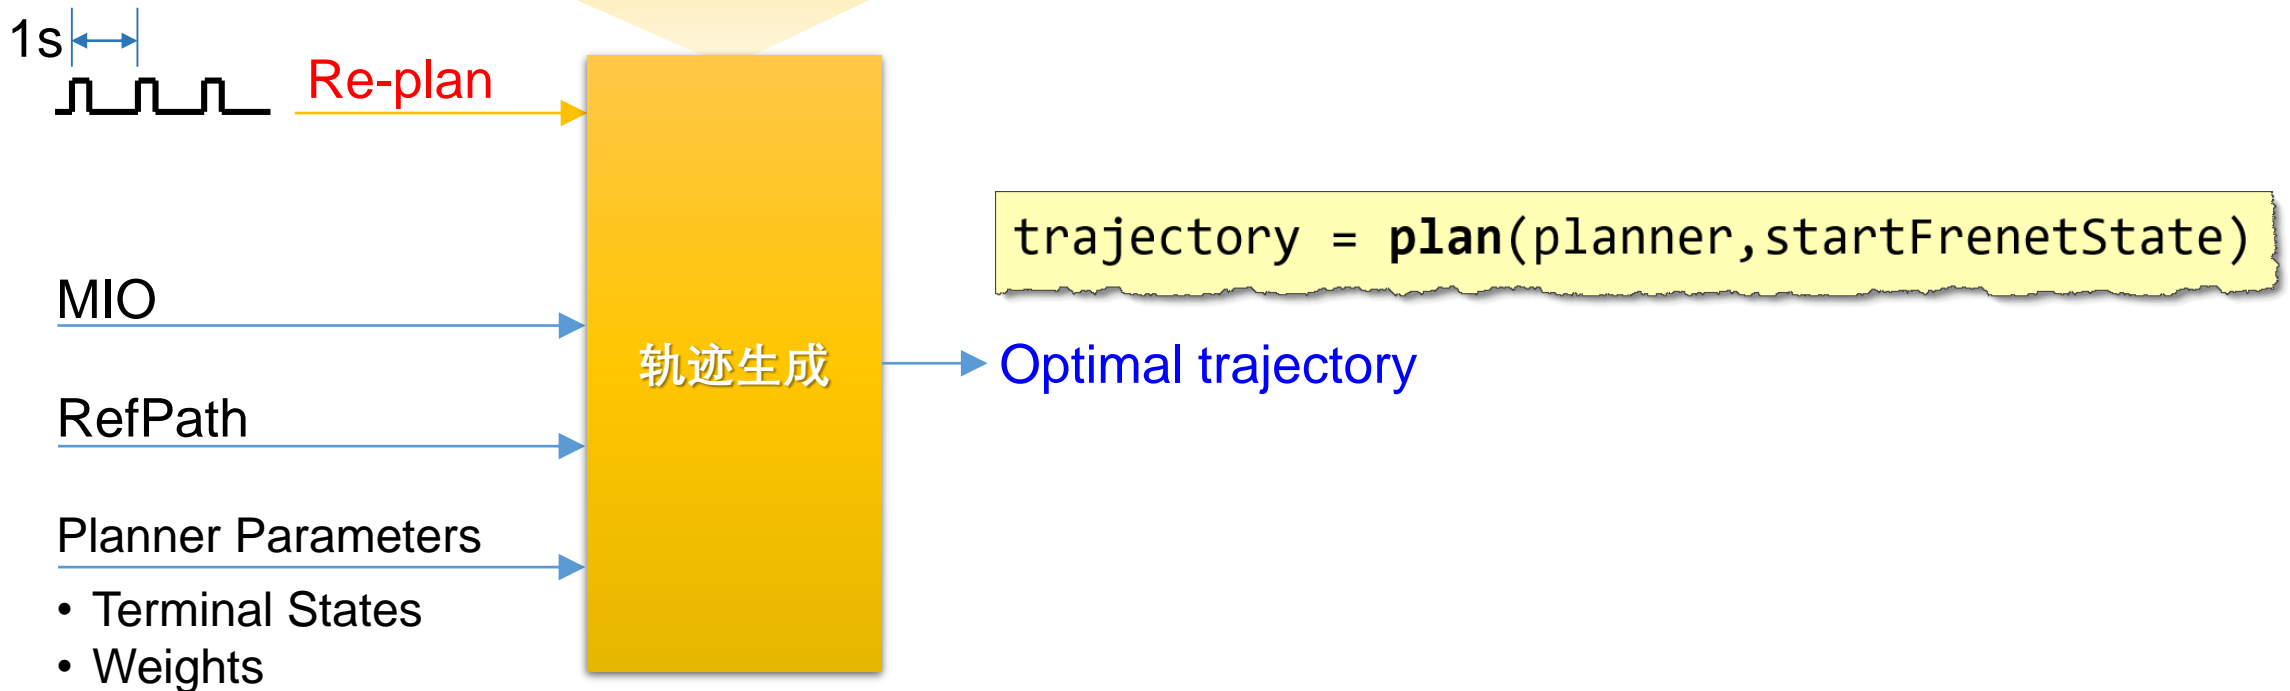 1s
Re-plan
trajectory = plan(planner,startFrenetState)
MIO
轨迹生成
Optimal trajectory
RefPath
Planner Parameters
• Terminal States
• Weights